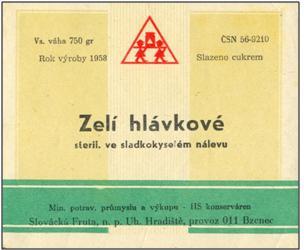 Vs. váha 750 gr
ČSN 56-9210
Rok výroby 1958
Slazeno cukrem
Zelí hlávkové
steril. ve sladkokyselém nálevu
Min. potrav. průmyslu a výkupu - HS konserváren
Slovácká Fruta, n. p. Uh. Hradiště, provoz 011 Bzenec